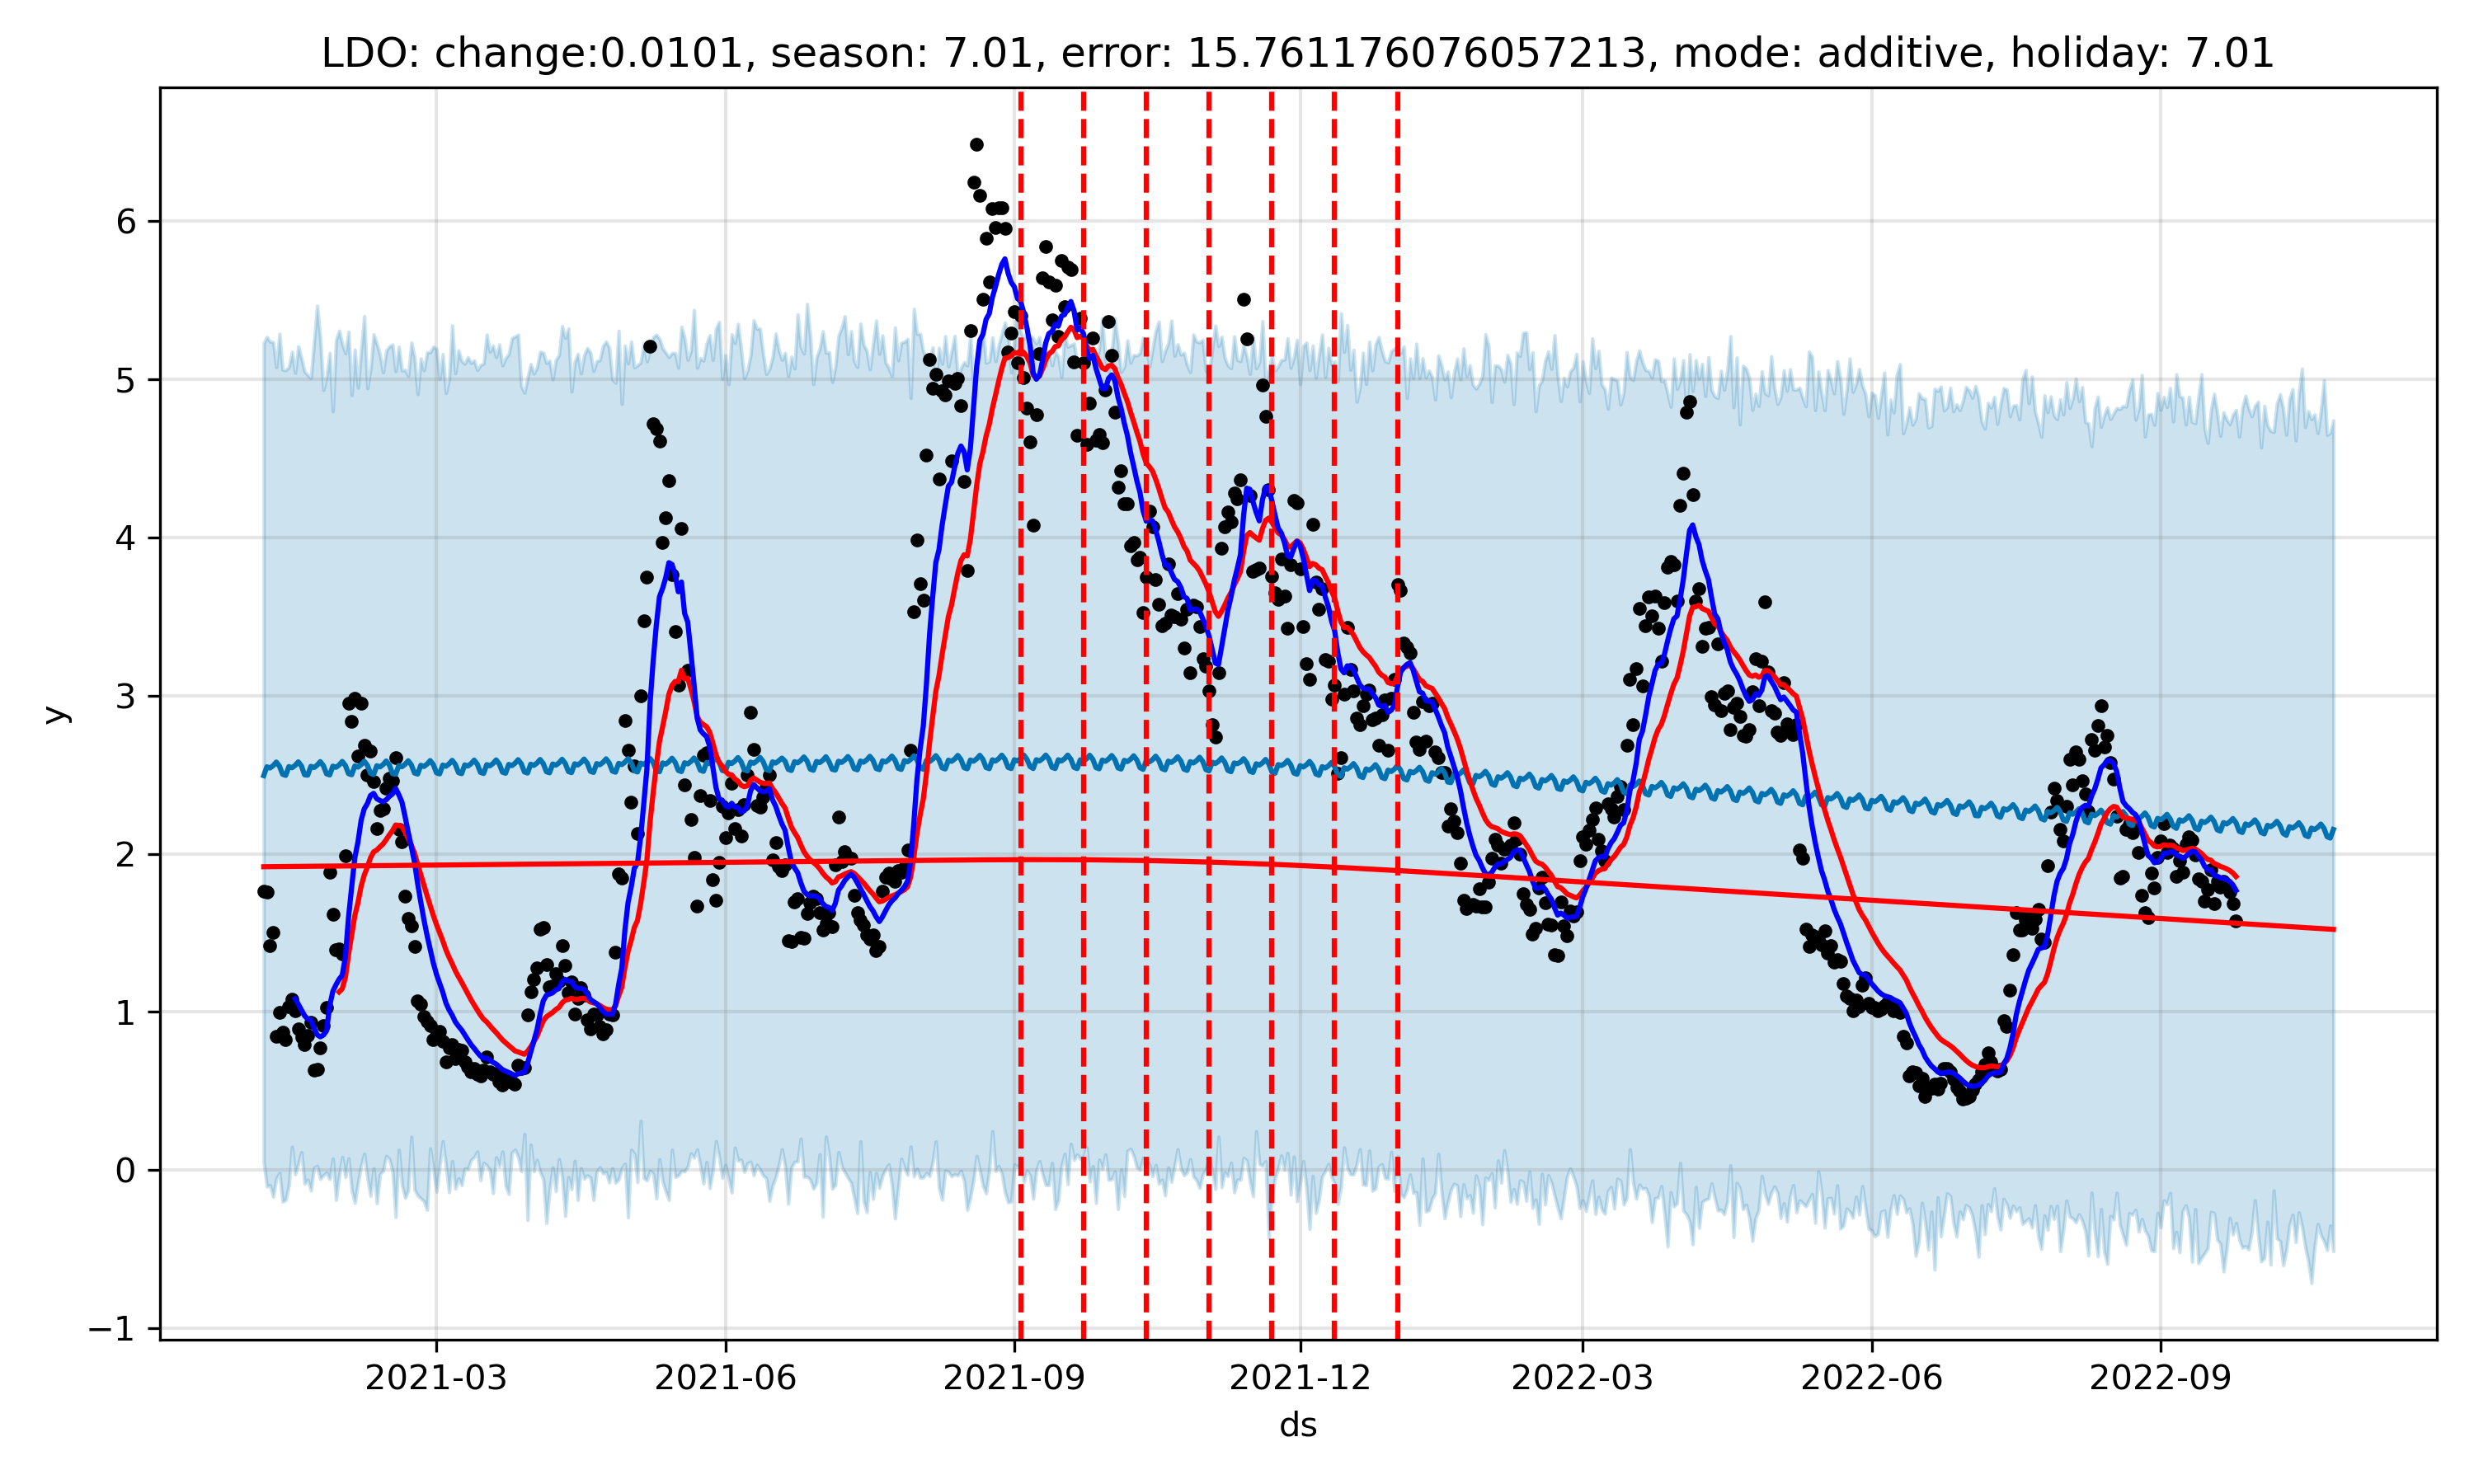 LDO: change:0.0101, season: 7.01, error: 15.761176076057213, mode: additive, holiday: 7.01
6
5
4
3
2
1
0
−1
y
2021-03 2021-06 2021-09 2021-12 2022-03 2022-06 2022-09
ds